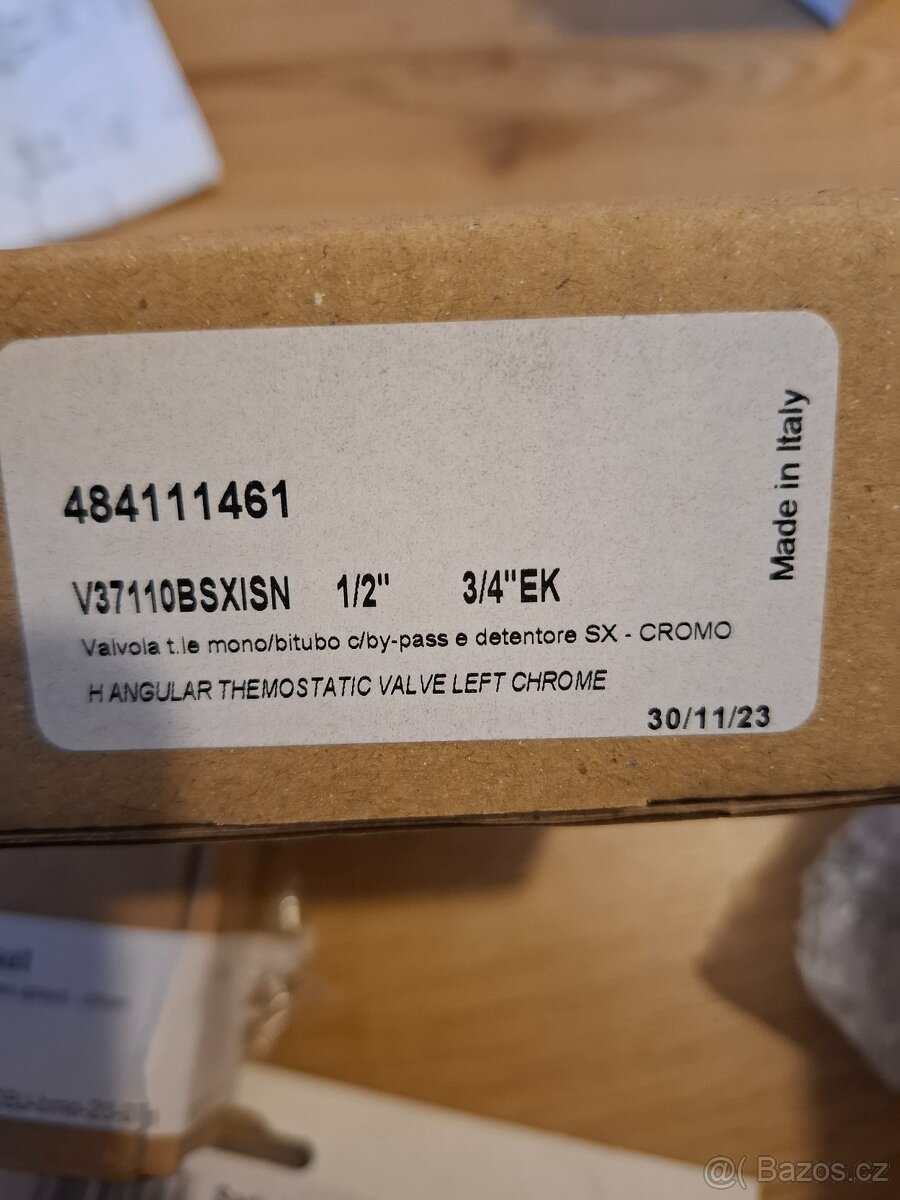 Made in Italy
484111461
V37110BSXISN 1/2" 3/4"EK
Valvola t.le mono/bitubo c/by-pass e detentore SX - CROMO
H ANGULAR THEMOSTATIC VALVE LEFT CHROME
30/11/23
@( Bazos.cz